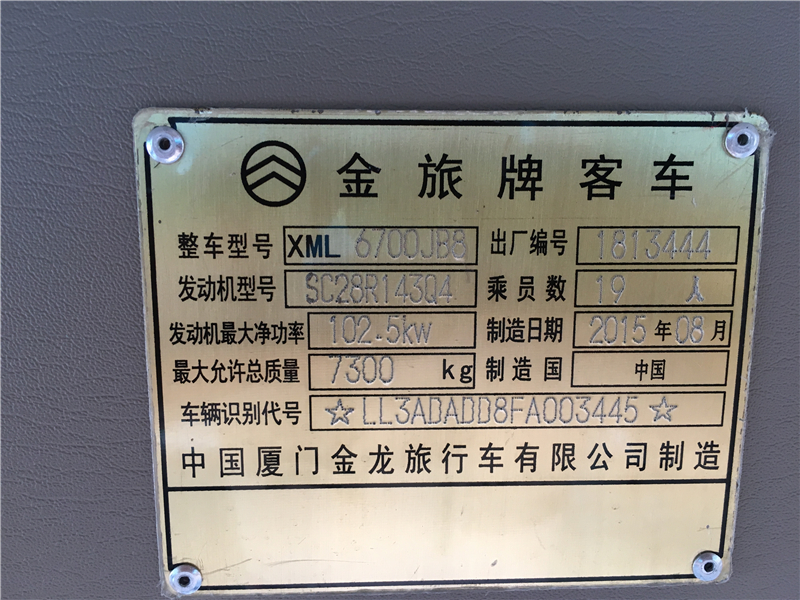 金旅牌客车
整车型号 XML 6700JB8 出厂编号 1813444
发动机型号 SC28R143Q4 乘员数 19 人
发动机最大净功率 102.5kw 制造日期 2015年08月
最大允许总质量 7300 kg 制造国 中国
车辆识别代号 ☆LL3ABADD8FA003445☆
中国厦门金龙旅行车有限公司制造